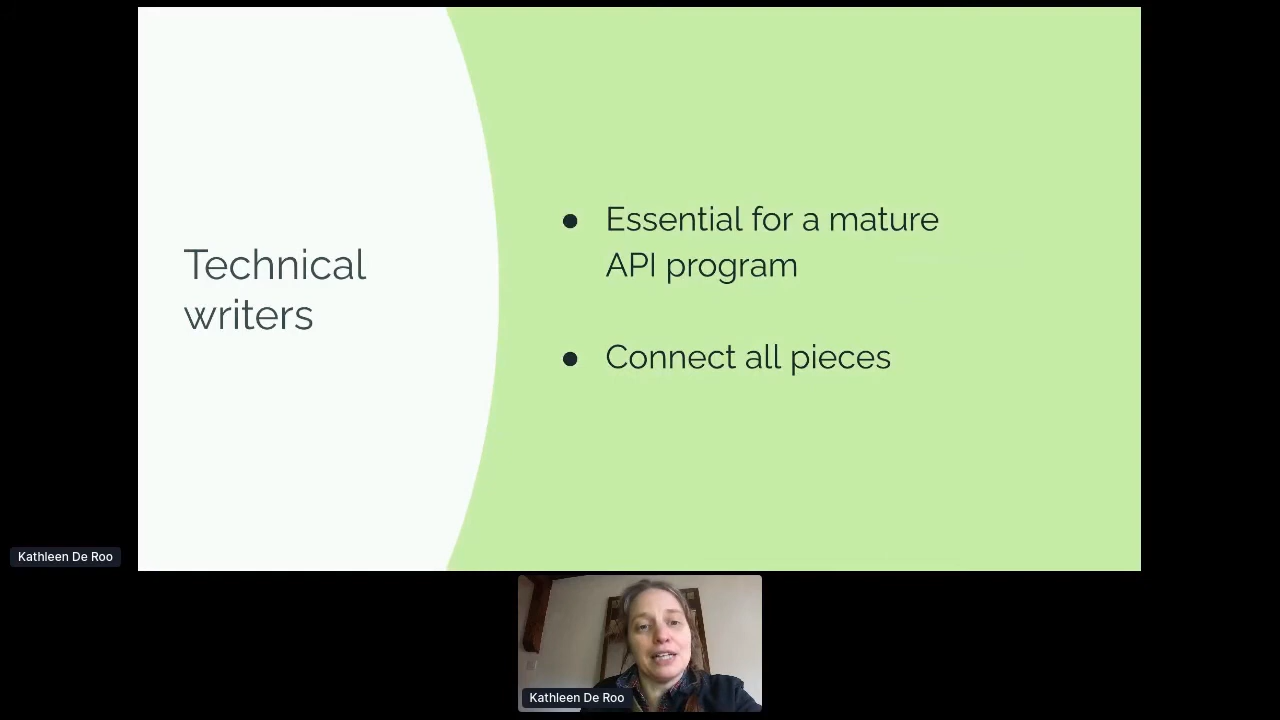 Technical
writers
● Essential for a mature
API program
● Connect all pieces
Kathleen De Roo
Kathleen De Roo